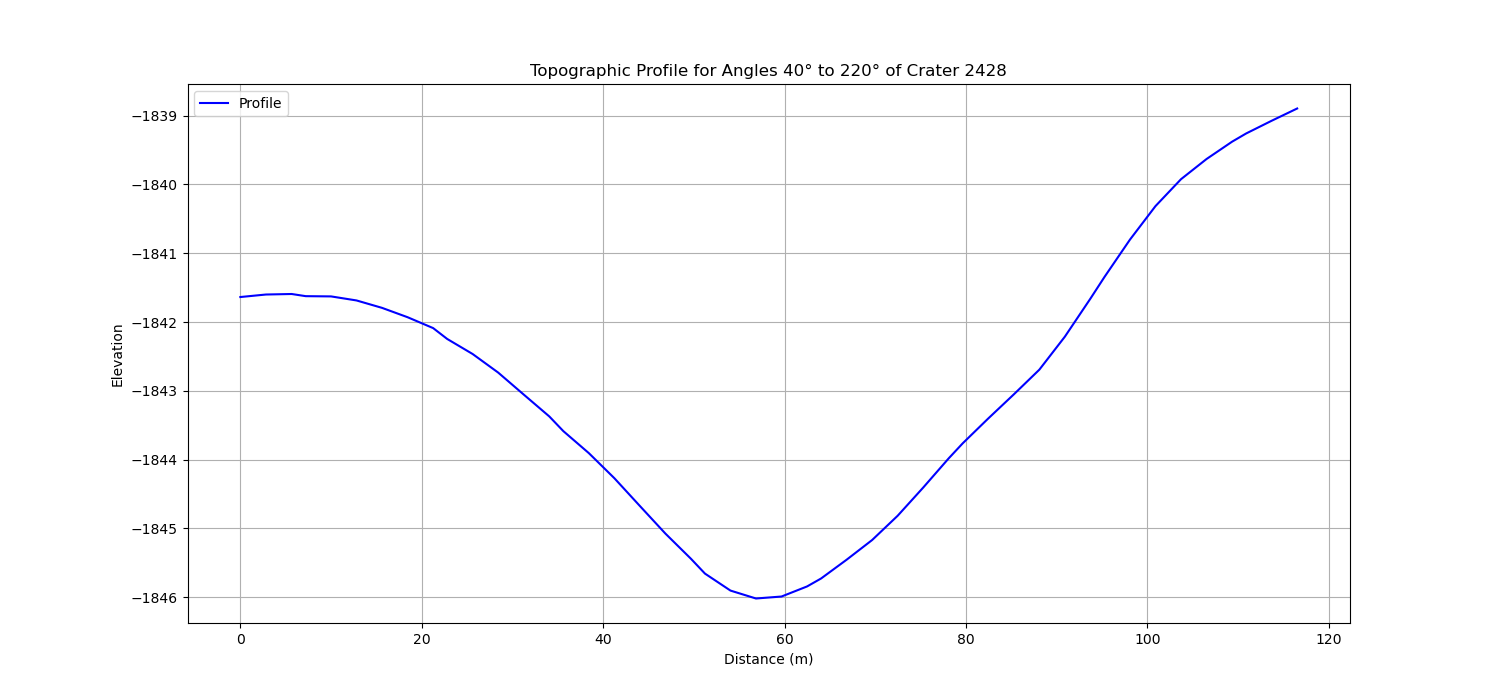 Topographic Profile for Angles 40° to 220° of Crater 2428
Profile
−1839
−1840
−1841
−1842
−1843
−1844
−1845
−1846
Elevation
0 20 40 60 80 100 120
Distance (m)